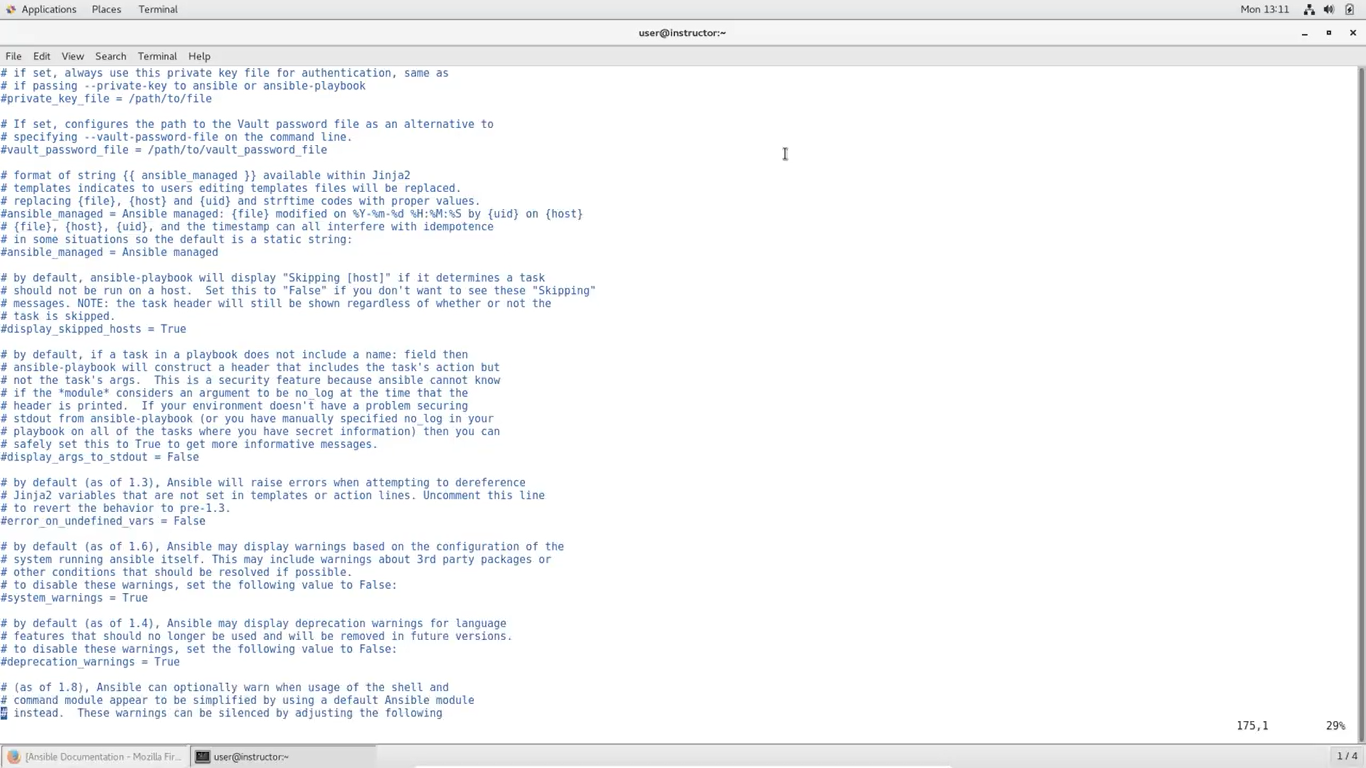 Applications Places Terminal Mon 13:11
user@instructor:~
File Edit View Search Terminal Help
# if set, always use this private key file for authentication, same as
# if passing --private-key to ansible or ansible-playbook
#private_key_file = /path/to/file
# If set, configures the path to the Vault password file as an alternative to
# specifying --vault-password-file on the command line.
#vault_password_file = /path/to/vault_password_file
# format of string {{ ansible_managed }} available within Jinja2
# templates indicates to users editing templates files will be replaced.
# replacing {file}, {host} and {uid} and strftime codes with proper values.
#ansible_managed = Ansible managed: {file} modified on %Y-%m-%d %H:%M:%S by {uid} on {host}
# {file}, {host}, {uid}, and the timestamp can all interfere with idempotence
# in some situations so the default is a static string:
#ansible_managed = Ansible managed
# by default, ansible-playbook will display "Skipping [host]" if it determines a task
# should not be run on a host.  Set this to "False" if you don't want to see these "Skipping"
# messages. NOTE: the task header will still be shown regardless of whether or not the
# task is skipped.
#display_skipped_hosts = True
# by default, if a task in a playbook does not include a name: field then
# ansible-playbook will construct a header that includes the task's action but
# not the task's args.  This is a security feature because ansible cannot know
# if the *module* considers an argument to be no_log at the time that the
# header is printed.  If your environment doesn't have a problem securing
# stdout from ansible-playbook (or you have manually specified no_log in your
# playbook on all of the tasks where you have secret information) then you can
# safely set this to True to get more informative messages.
#display_args_to_stdout = False
# by default (as of 1.3), Ansible will raise errors when attempting to dereference
# Jinja2 variables that are not set in templates or action lines. Uncomment this line
# to revert the behavior to pre-1.3.
#error_on_undefined_vars = False
# by default (as of 1.6), Ansible may display warnings based on the configuration of the
# system running ansible itself. This may include warnings about 3rd party packages or
# other conditions that should be resolved if possible.
# to disable these warnings, set the following value to False:
#system_warnings = True
# by default (as of 1.4), Ansible may display deprecation warnings for language
# features that should no longer be used and will be removed in future versions.
# to disable these warnings, set the following value to False:
#deprecation_warnings = True
# (as of 1.8), Ansible can optionally warn when usage of the shell and
# command module appear to be simplified by using a default Ansible module
# instead.  These warnings can be silenced by adjusting the following
175,1 29%
[Ansible Documentation - Mozilla Fir... user@instructor:~ 1 / 4